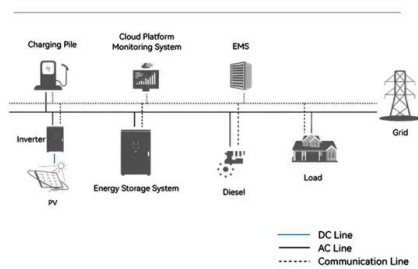 Charging Pile
Cloud Platform
Monitoring System
EMS
Grid
Inverter
PV
Energy Storage System
Diesel
Load
DC Line
AC Line
Communication Line